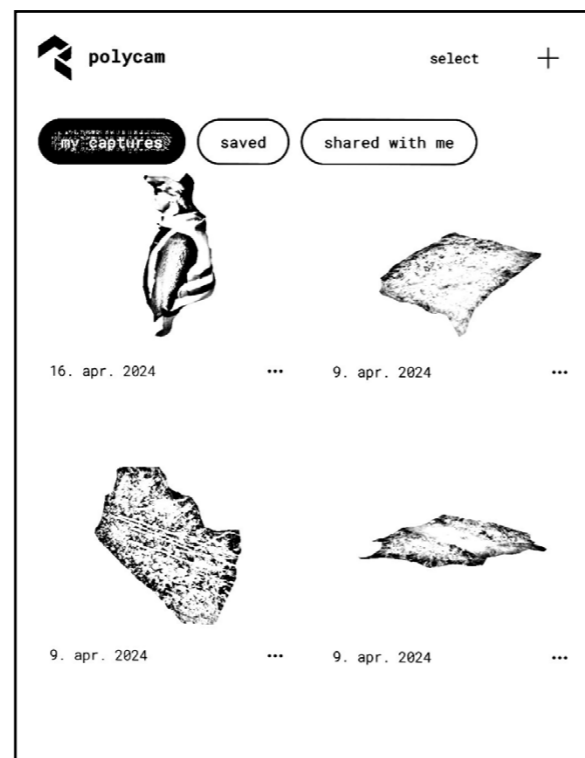 polycam
select
my captures
saved
shared with me
16. apr. 2024
9. apr. 2024
9. apr. 2024
9. apr. 2024